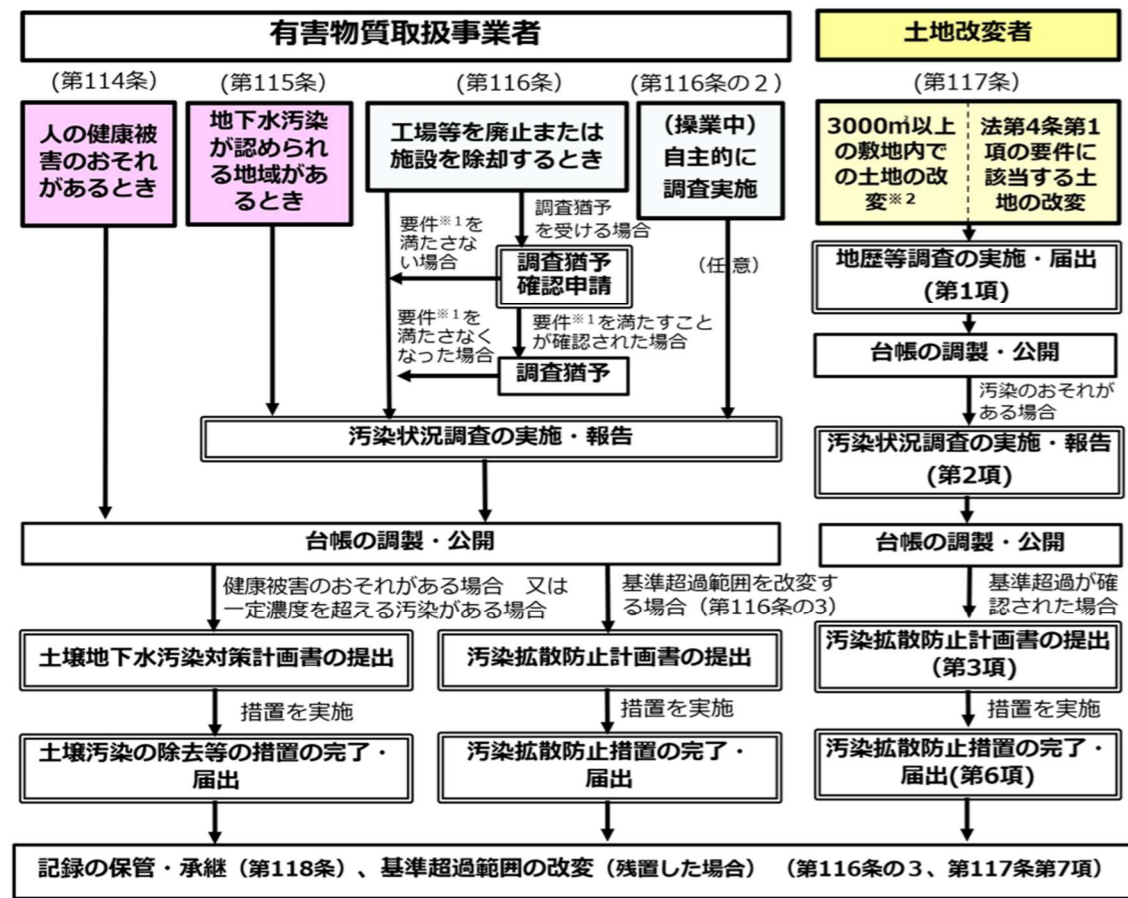 有害物質取扱事業者
土地改変者
(第114条)
(第115条)
(第116条)
(第116条の２)
(第117条)
人の健康被
害のおそれ
があるとき
地下水汚染
が認められ
る地域があ
るとき
工場等を廃止または
施設を除却するとき
(操業中)
自主的に
調査実施
3000㎡以上
の敷地内で
の土地の改
変※２
法第4条第1
項の要件に
該当する土
地の改変
要件※１を
満たさな
い場合
調査猶予
を受ける場合
調査猶予
確認申請
(任意)
要件※１を
満たさなく
なった場合
要件※１を満たすこと
が確認された場合
調査猶予
地歴等調査の実施・届出
(第1項)
台帳の調製・公開
汚染のおそれが
ある場合
汚染状況調査の実施・報告
汚染状況調査の実施・報告
(第2項)
台帳の調製・公開
台帳の調製・公開
健康被害のおそれがある場合　又は
一定濃度を超える汚染がある場合
基準超過範囲を改変す
る場合（第116条の3）
基準超過が確
認された場合
土壌地下水汚染対策計画書の提出
汚染拡散防止計画書の提出
汚染拡散防止計画書の提出
(第3項)
措置を実施
措置を実施
措置を実施
土壌汚染の除去等の措置の完了・
届出
汚染拡散防止措置の完了・
届出
汚染拡散防止措置の完了・
届出(第6項)
記録の保管・承継（第118条）、基準超過範囲の改変（残置した場合）　（第116条の３、第117条第7項）